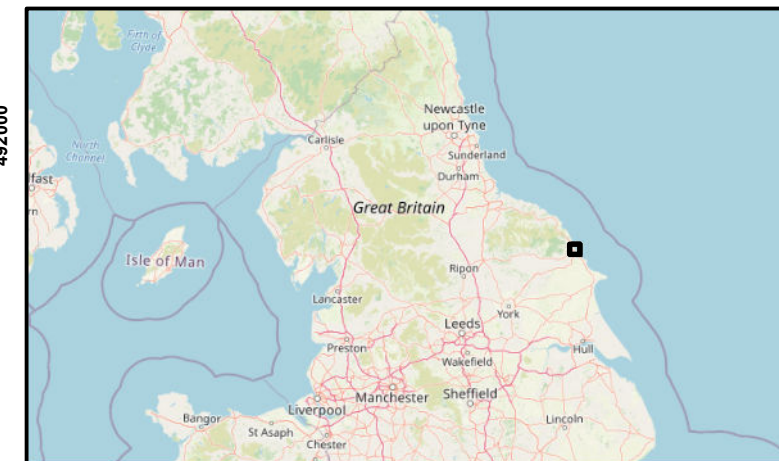 492000
Firth of
Clyde
Newcastle
upon Tyne
Carlisle
North
Channel
Sunderland
Durham
fast
rn
Great Britain
Isle of Man
Ripon
Lancaster
York
Leeds
Preston
Hull
Wakefield
Manchester
Sheffield
Liverpool
Bangor
Lincoln
St Asaph
Chester